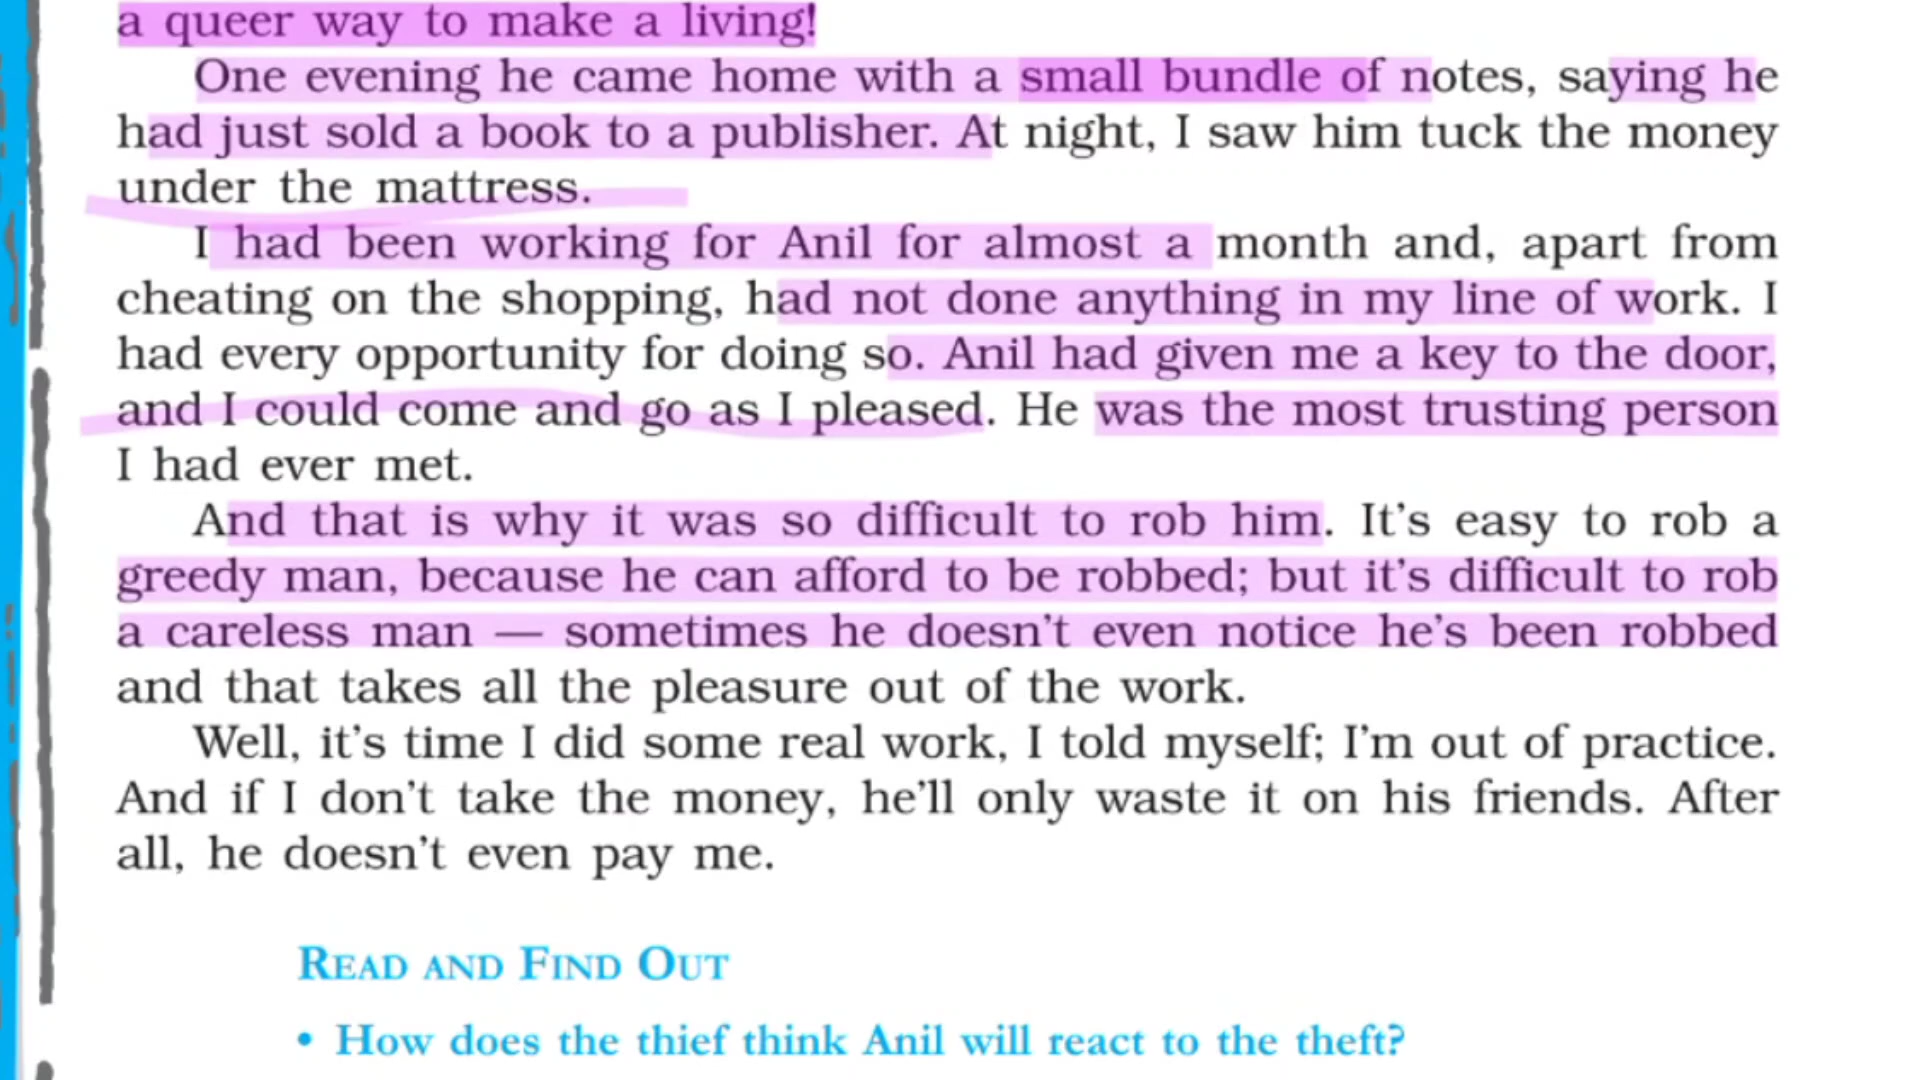 a queer way to make a living!
One evening he came home with a small bundle of notes, saying he
had just sold a book to a publisher. At night, I saw him tuck the money
under the mattress.
I had been working for Anil for almost a month and, apart from
cheating on the shopping, had not done anything in my line of work. I
had every opportunity for doing so. Anil had given me a key to the door,
and I could come and go as I pleased. He was the most trusting person
I had ever met.
And that is why it was so difficult to rob him. It’s easy to rob a
greedy man, because he can afford to be robbed; but it’s difficult to rob
a careless man — sometimes he doesn’t even notice he’s been robbed
and that takes all the pleasure out of the work.
Well, it’s time I did some real work, I told myself; I’m out of practice.
And if I don’t take the money, he’ll only waste it on his friends. After
all, he doesn’t even pay me.
READ AND FIND OUT
• How does the thief think Anil will react to the theft?